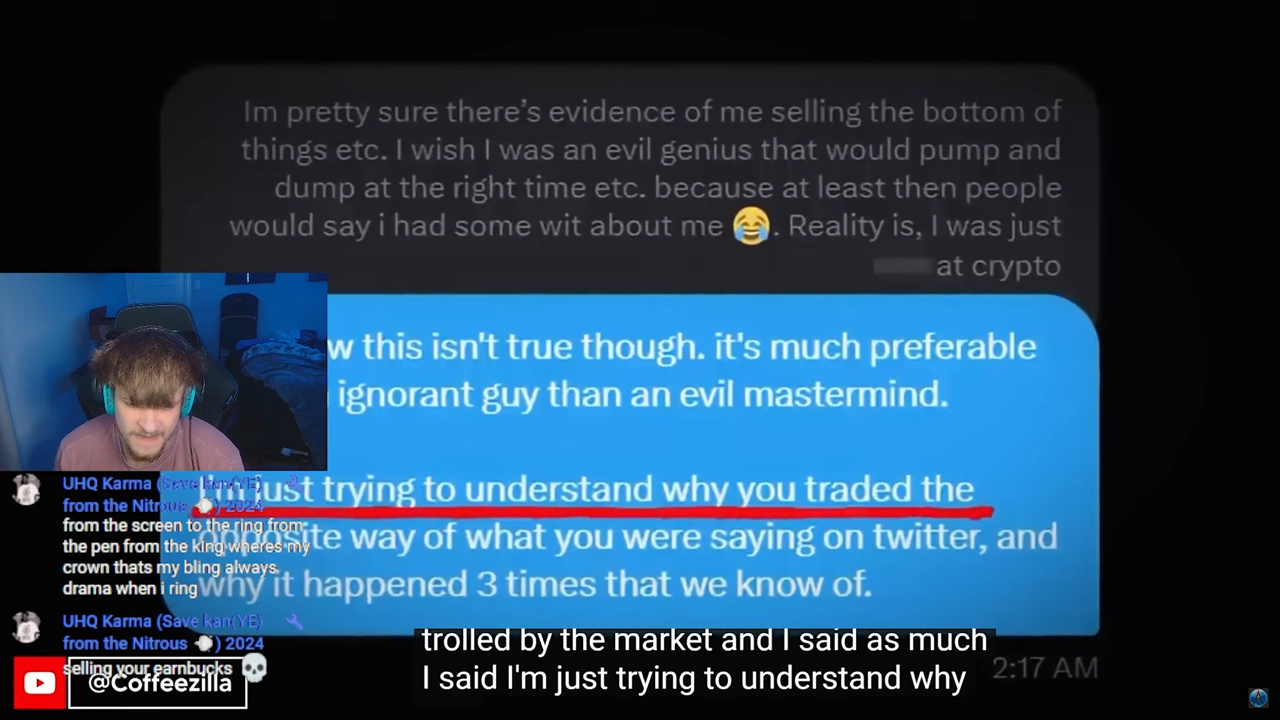 Im pretty sure there's evidence of me selling the bottom of
things etc. I wish I was an evil genius that would pump and
dump at the right time etc. because at least then people
would say i had some wit about me 😂. Reality is, I was just
at crypto
this isn't true though. it's much preferable
ignorant guy than an evil mastermind.
just trying to understand why you traded the
opposite way of what you were saying on twitter, and
why it happened 3 times that we know of.
2:17 AM
UHQ Karma (Save kan(YE)
from the Nitrous 💨) 2024
from the screen to the ring from
the pen from the king wheres my
crown thats my bling always
drama when i ring
UHQ Karma (Save kan(YE)
from the Nitrous 💨) 2024
selling your earnbucks 💀
@Coffeezilla
trolled by the market and I said as much
I said I'm just trying to understand why